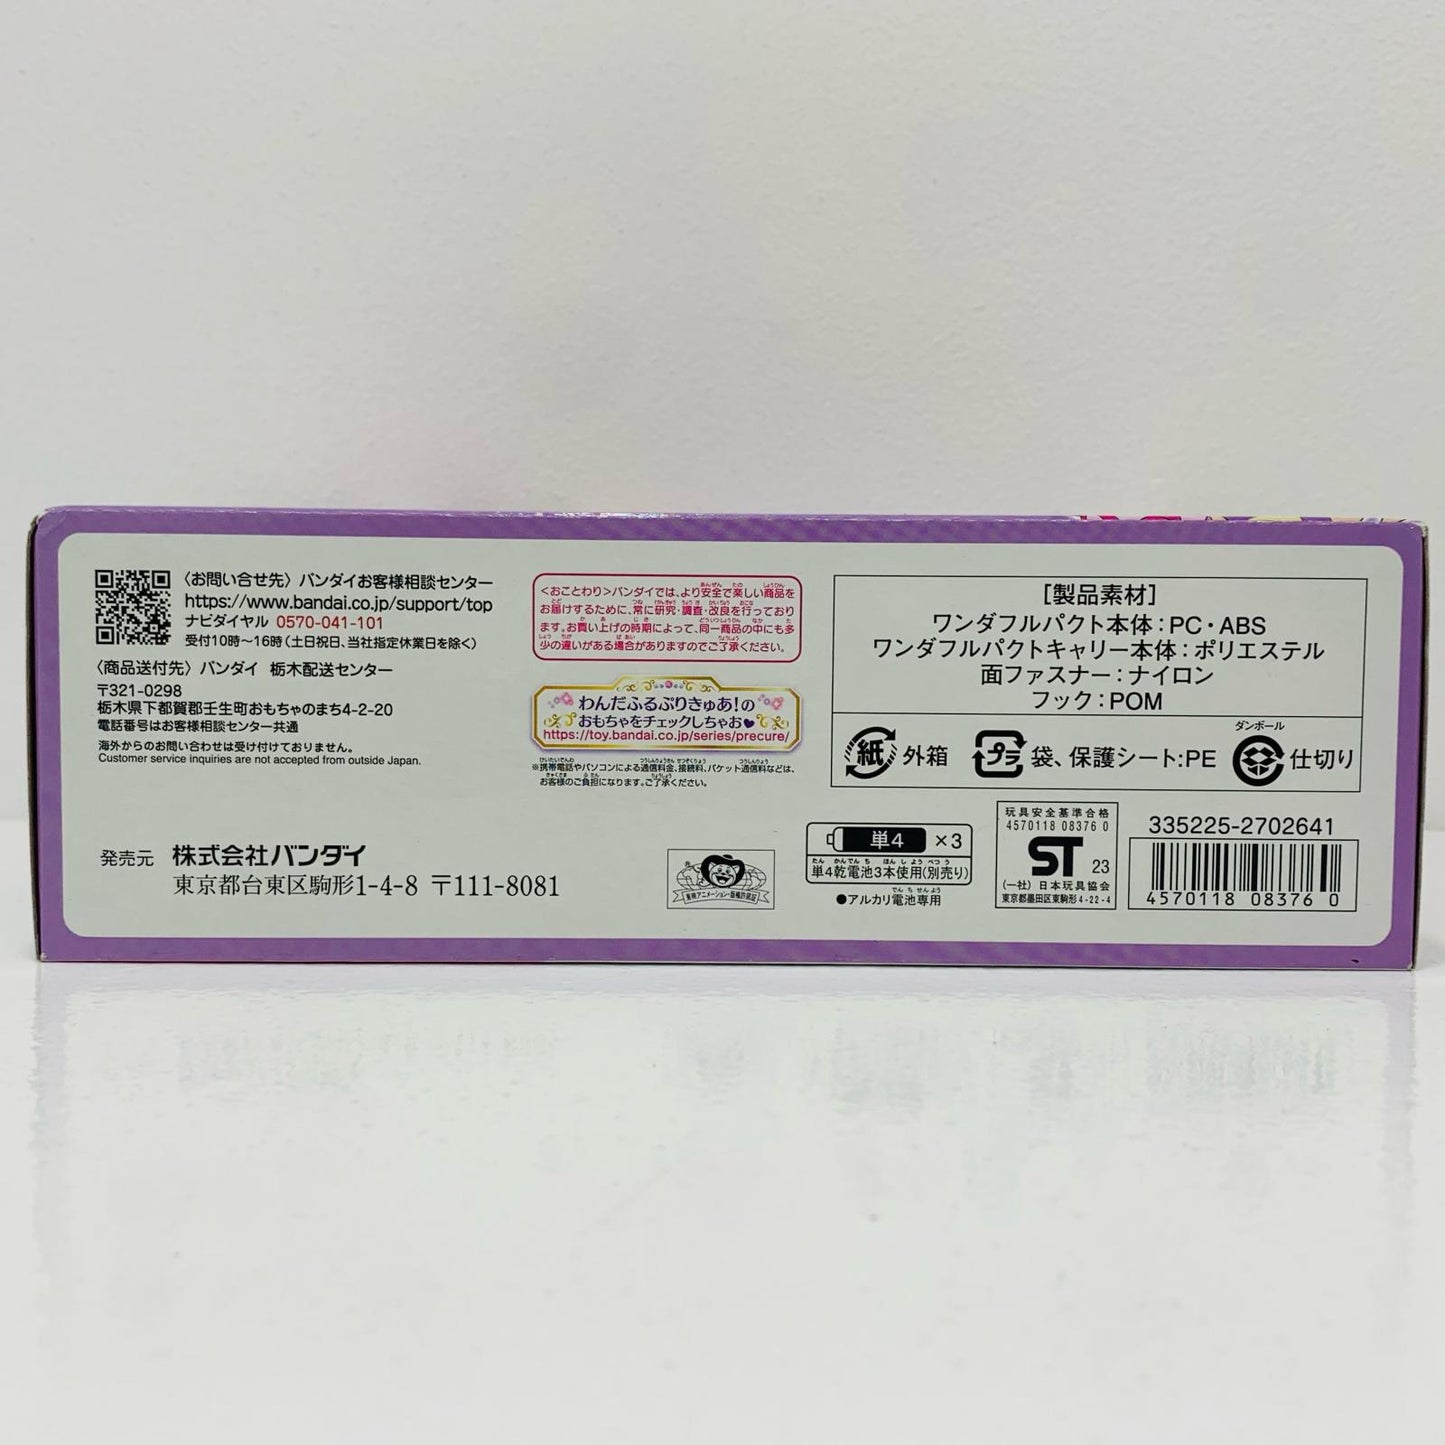 〈お問い合せ先〉バンダイお客様相談センター
https://www.bandai.co.jp/support/top
ナビダイヤル 0570-041-101
受付10時～16時(土日祝日、当社指定休業日を除く)
〈商品送付先〉バンダイ 栃木配送センター
〒321-0298
栃木県下都賀郡壬生町おもちゃのまち4-2-20
電話番号はお客様相談センター共通
海外からのお問い合わせは受け付けておりません。
Customer service inquiries are not accepted from outside Japan.
発売元 株式会社バンダイ
東京都台東区駒形1-4-8 〒111-8081
<おことわり>バンダイでは、より安全で楽しい商品を
お届けするために、常に研究・調査・改良を行っており
ます。お買い上げの時期によって、同一商品の中にも多
少の違いがある場合がありますのでご了承ください。
わんだふるぷりきゅあ!の
おもちゃをチェックしちゃお♥
https://toy.bandai.co.jp/series/precure/
※携帯電話やパソコンによる通信料金、接続料、パケット通信料などは、
お客様のご負担になります。ご了承ください。
東映アニメーション・版権許諾証
[製品素材]
ワンダフルパクト本体:PC・ABS
ワンダフルパクトキャリー本体:ポリエステル
面ファスナー:ナイロン
フック:POM
紙 外箱
プラ 袋、保護シート:PE
ダンボール
仕切り
単4 ×3
単4乾電池3本使用(別売り)
●アルカリ電池専用
玩具安全基準合格
4570118 08376 0
ST 23
(一社)日本玩具協会
東京都墨田区東駒形4-22-4
335225-2702641
4570118 08376 0